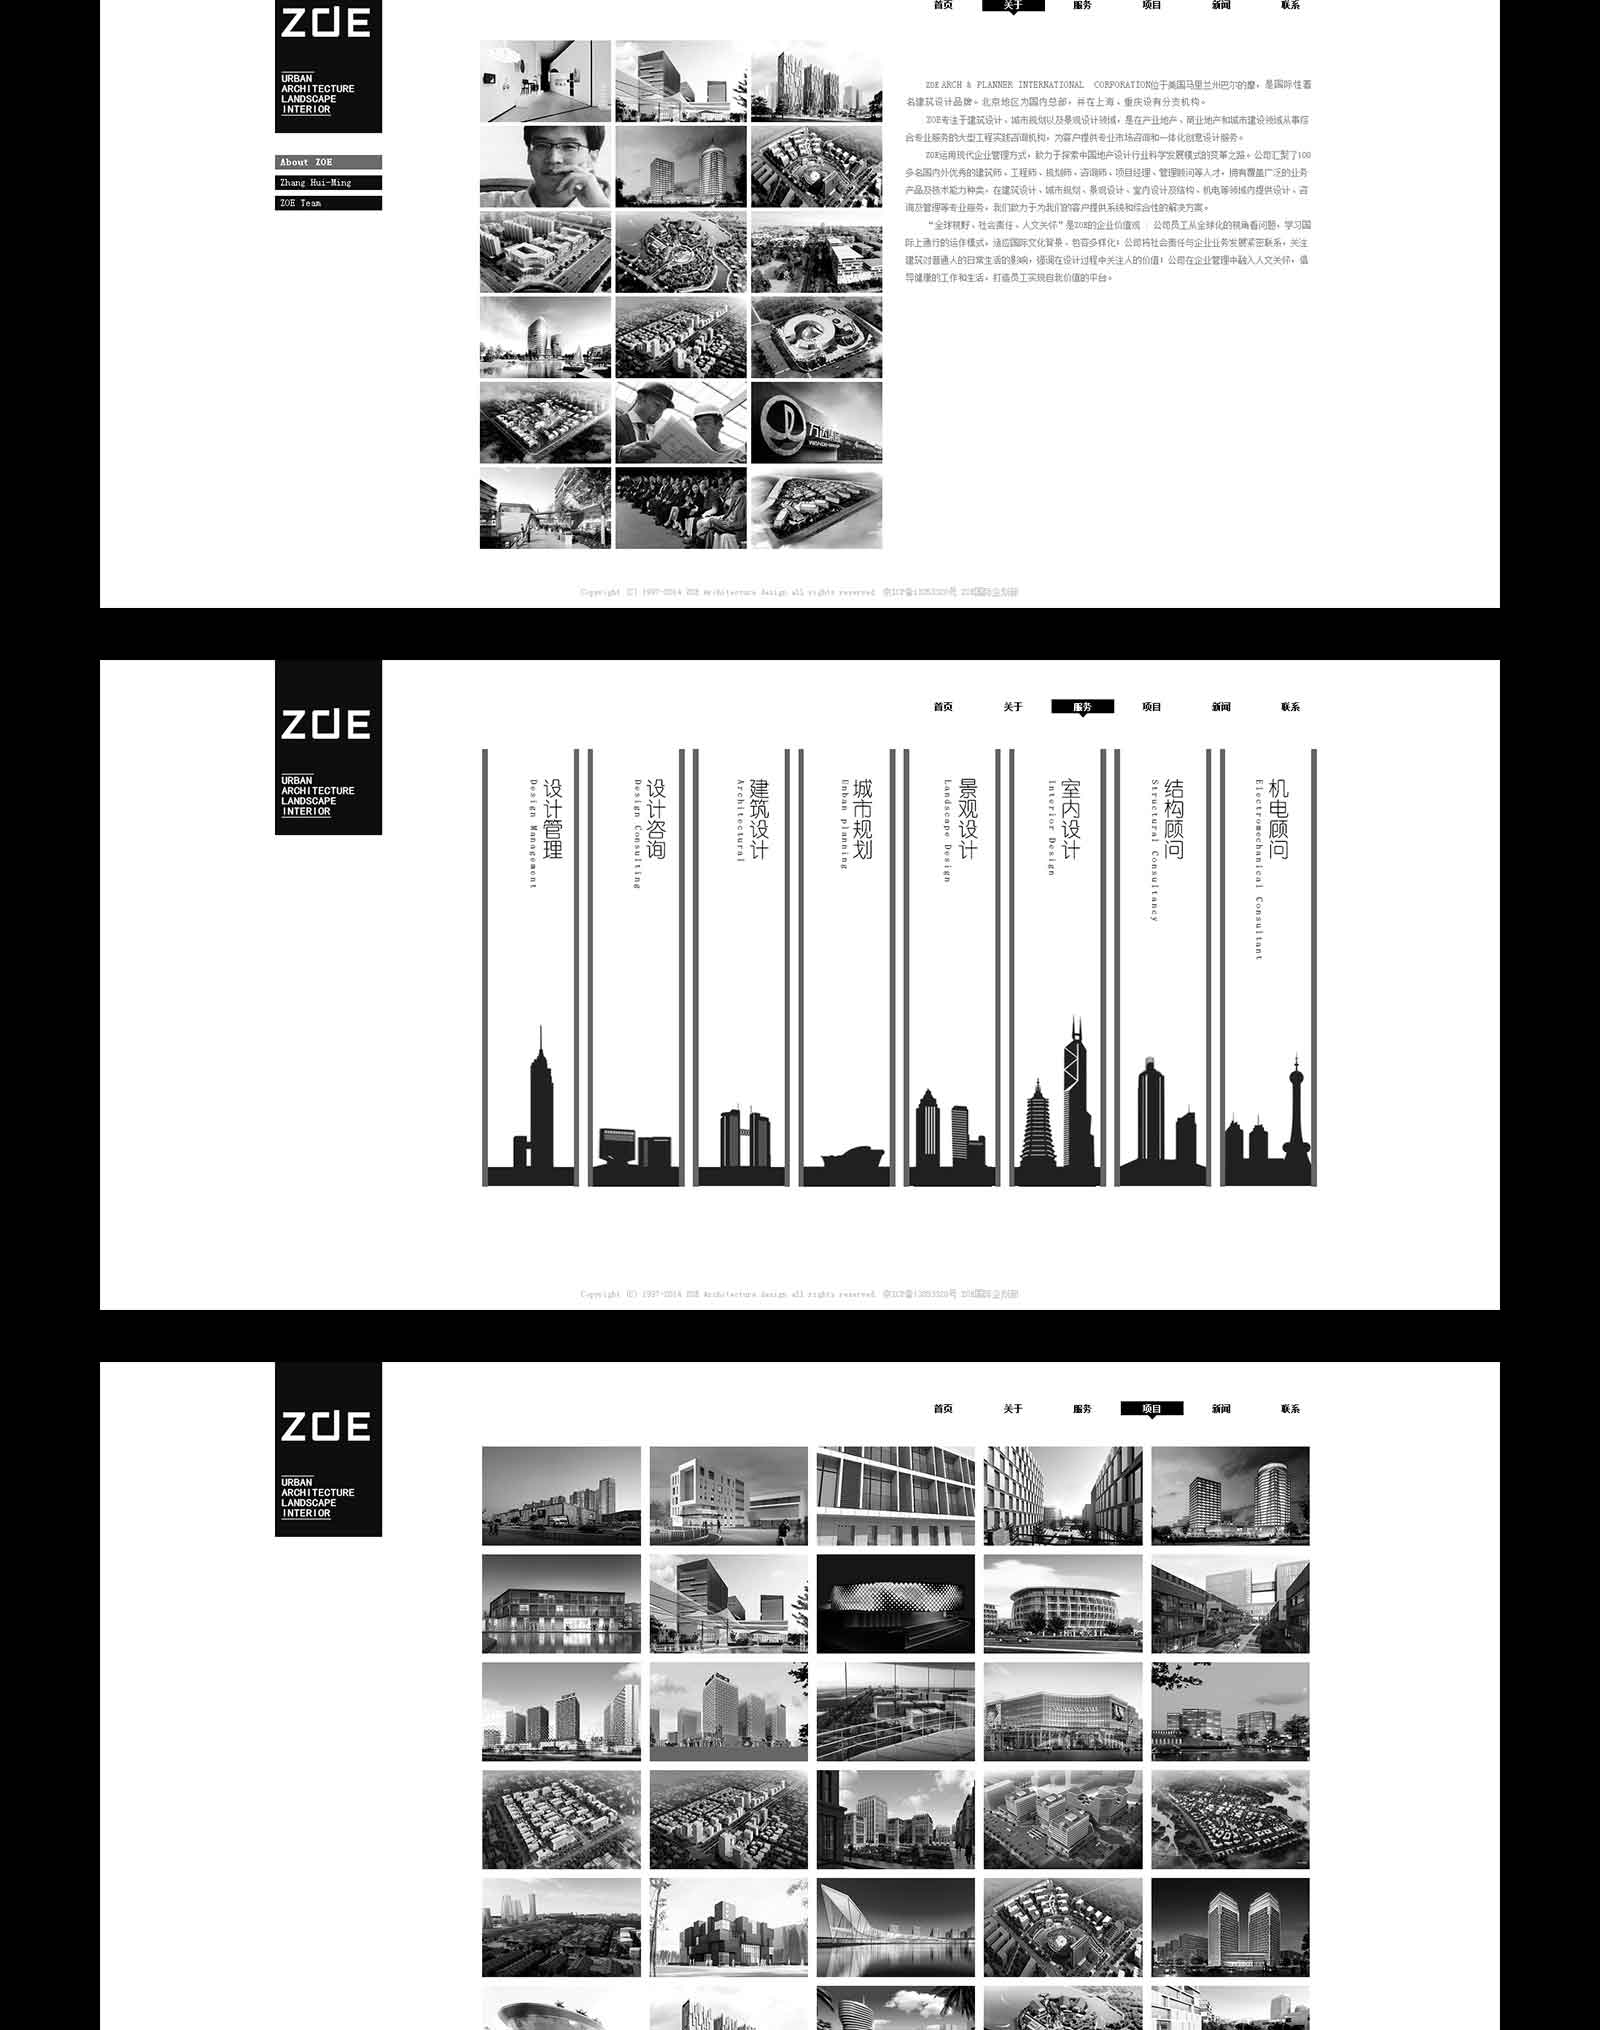 ZOE
URBAN
ARCHITECTURE
LANDSCAPE
INTERIOR
About ZOE
Zhang Hui-Ming
ZOE Team
首页 关于 服务 项目 新闻 联系
ZOE ARCH & PLANNER INTERNATIONAL CORPORATION位于美国马里兰州巴尔的摩，是国际性著
名建筑设计品牌。北京地区为国内总部，并在上海、重庆设有分支机构。
ZOE专注于建筑设计、城市规划以及景观设计领域，是在产业地产、商业地产和城市建设领域从事综
合专业服务的大型工程实践咨询机构，为客户提供专业市场咨询和一体化创意设计服务。
ZOE运用现代企业管理方式，致力于探索中国地产设计行业科学发展模式的变革之路。公司汇聚了100
多名国内外优秀的建筑师、工程师、规划师、咨询师、项目经理、管理顾问等人才，拥有覆盖广泛的业务
产品及技术能力种类。在建筑设计、城市规划、景观设计、室内设计及结构、机电等领域内提供设计、咨
询及管理等专业服务，我们致力于为我们的客户提供系统和综合性的解决方案。
“全球视野、社会责任、人文关怀”是ZOE的企业价值观：公司员工从全球化的视角看问题，学习国
际上通行的运作模式，适应国际文化背景、包容多样化；公司将社会责任与企业业务发展紧密联系，关注
建筑对普通人的日常生活的影响，强调在设计过程中关注人的价值；公司在企业管理中融入人文关怀，倡
导健康的工作和生活，打造员工实现自我价值的平台。
Copyright (C) 1997-2014 ZOE Architecture design all rights reserved. ZOE国际企划部
ZOE
URBAN
ARCHITECTURE
LANDSCAPE
INTERIOR
首页 关于 服务 项目 新闻 联系
设计管理
Design Management
设计咨询
Design Consulting
建筑设计
Architectural
城市规划
Unban planning
景观设计
Landscape Design
室内设计
Interior Design
结构顾问
Structural Consultancy
机电顾问
Electromechanical Consultant
Copyright (C) 1997-2014 ZOE Architecture design all rights reserved. ZOE国际企划部
ZOE
URBAN
ARCHITECTURE
LANDSCAPE
INTERIOR
首页 关于 服务 项目 新闻 联系